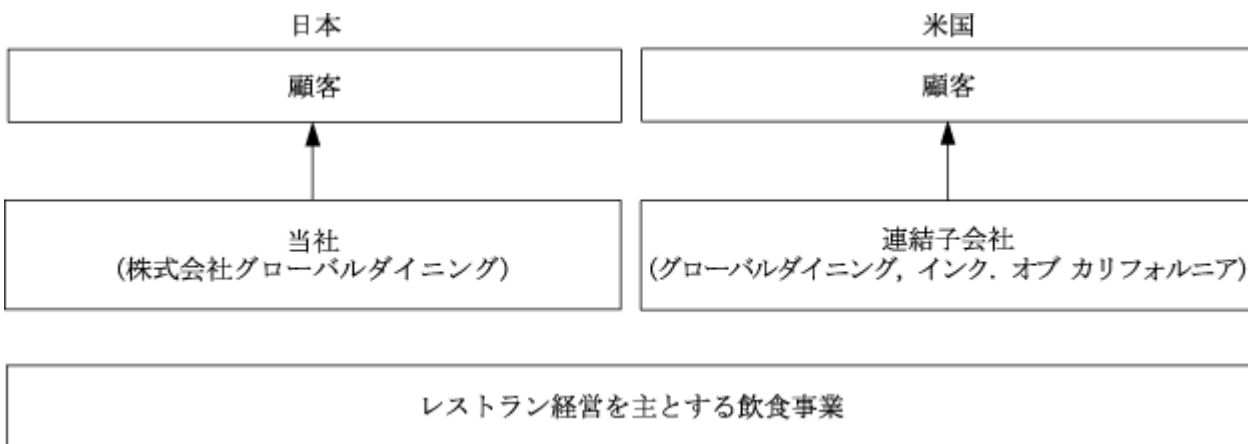 日本
米国
顧客
顧客
当社
(株式会社グローバルダイニング)
連結子会社
(グローバルダイニング, インク. オブ カリフォルニア)
レストラン経営を主とする飲食事業